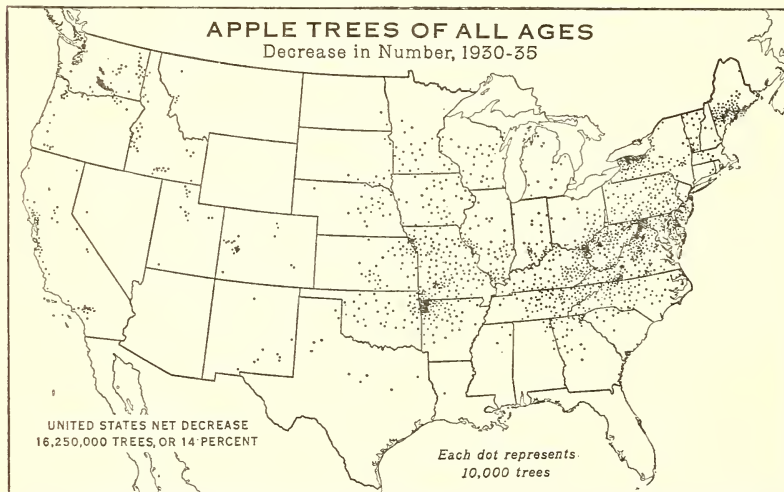 APPLE TREES OF ALL AGES
Decrease in Number, 1930-35
UNITED STATES NET DECREASE
16,250,000 TREES, OR 14 PERCENT
Each dot represents
10,000 trees